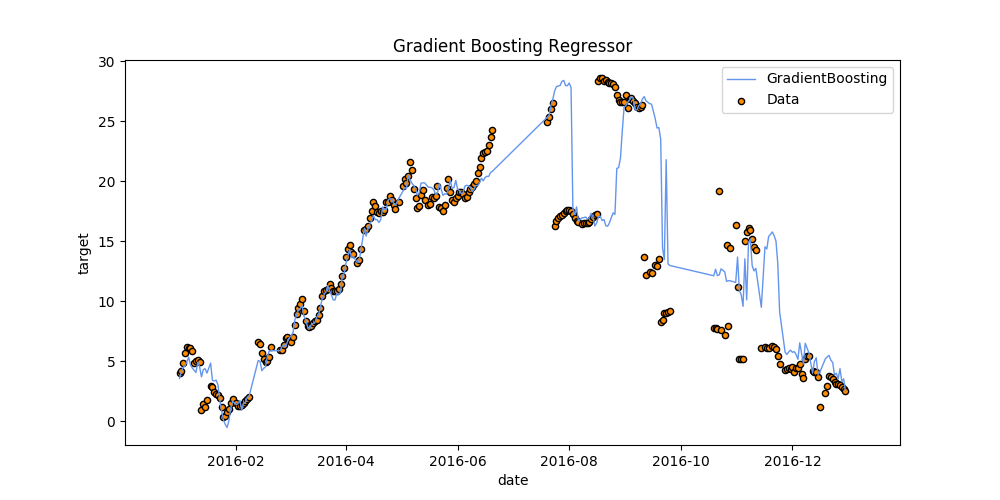 Gradient Boosting Regressor
GradientBoosting
Data
target
30
25
20
15
10
5
0
2016-02
2016-04
2016-06
2016-08
2016-10
2016-12
date